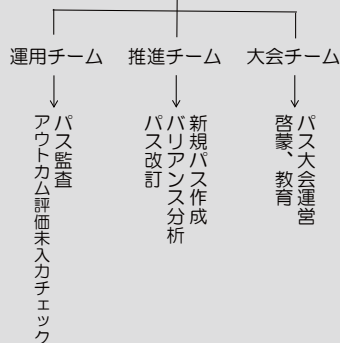 運用チーム
推進チーム
大会チーム
パス監査
アウトカム評価未入力チェック
新規パス作成
バリアンス分析
パス改訂
パス大会運営
啓蒙、教育